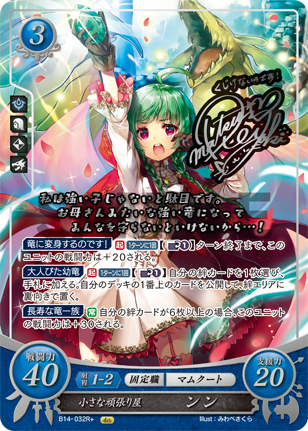 3
くじけないのです!
私は強い子じゃないと駄目です。
お母さんみたいな強い竜になって
みんなを守らないといけないから…!
竜に変身するのです! 起 1ターンに1回 ターン終了まで、この
ユニットの戦闘力は+20される。
大人びた幼竜 起 1ターンに1回 自分の絆カードを1枚選び、
手札に加える。自分のデッキの1番上のカードを公開して、絆エリアに
裏向きで置く。
長寿な竜一族 常 自分の絆カードが6枚以上の場合、このユニット
の戦闘力は+30される。
戦闘力 40
射程 1-2 固定職 マムクート
支援力 20
小さな頑張り屋 ンン
B14-032R+ Illust:みわべさくら